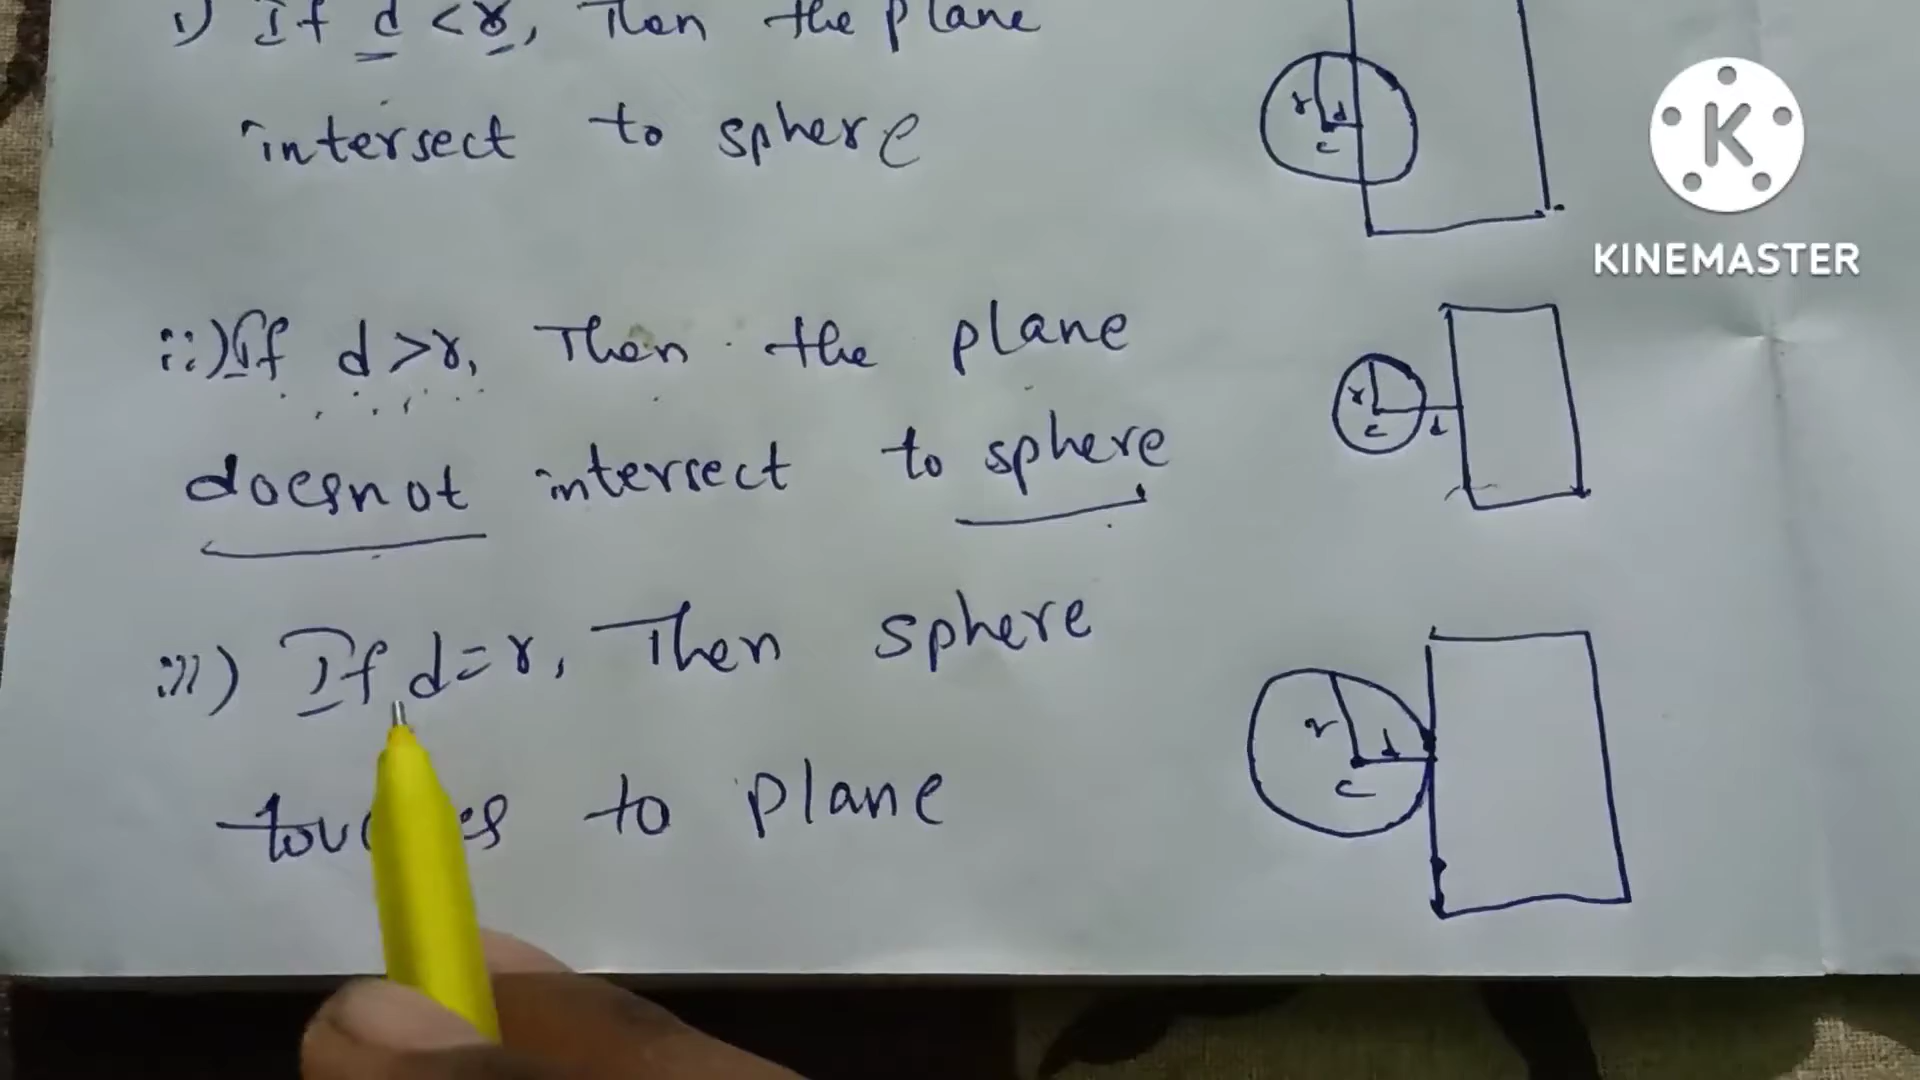 i) If d < r, Then the plane
intersect to sphere
r d
c
K
KINEMASTER
ii) If d > r, Then the plane
doesnot intersect to sphere
r
c d
iii) If d = r, Then sphere
to plane
r d
c